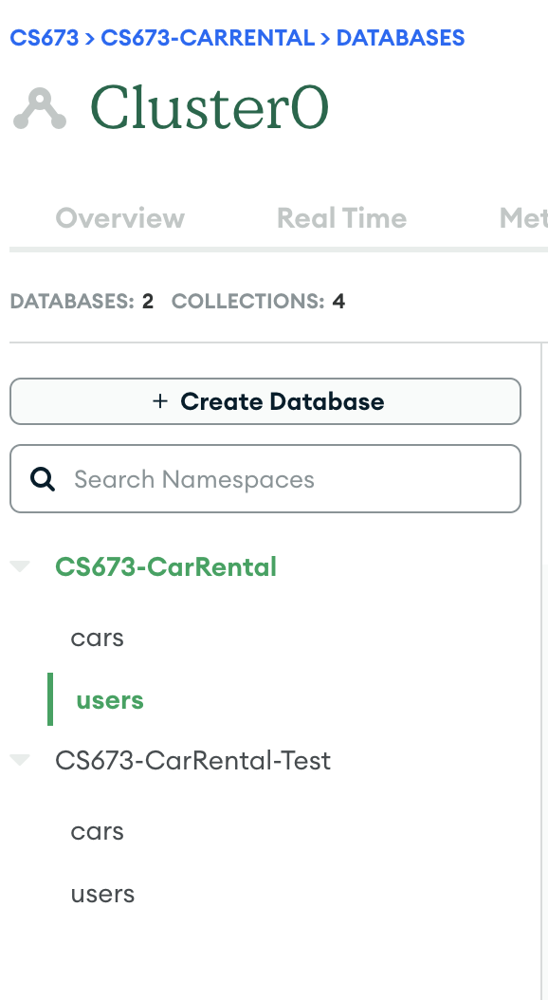 CS673 > CS673-CARRENTAL > DATABASES
Cluster0
Overview Real Time Met
DATABASES: 2 COLLECTIONS: 4
+ Create Database
Search Namespaces
CS673-CarRental
cars
users
CS673-CarRental-Test
cars
users